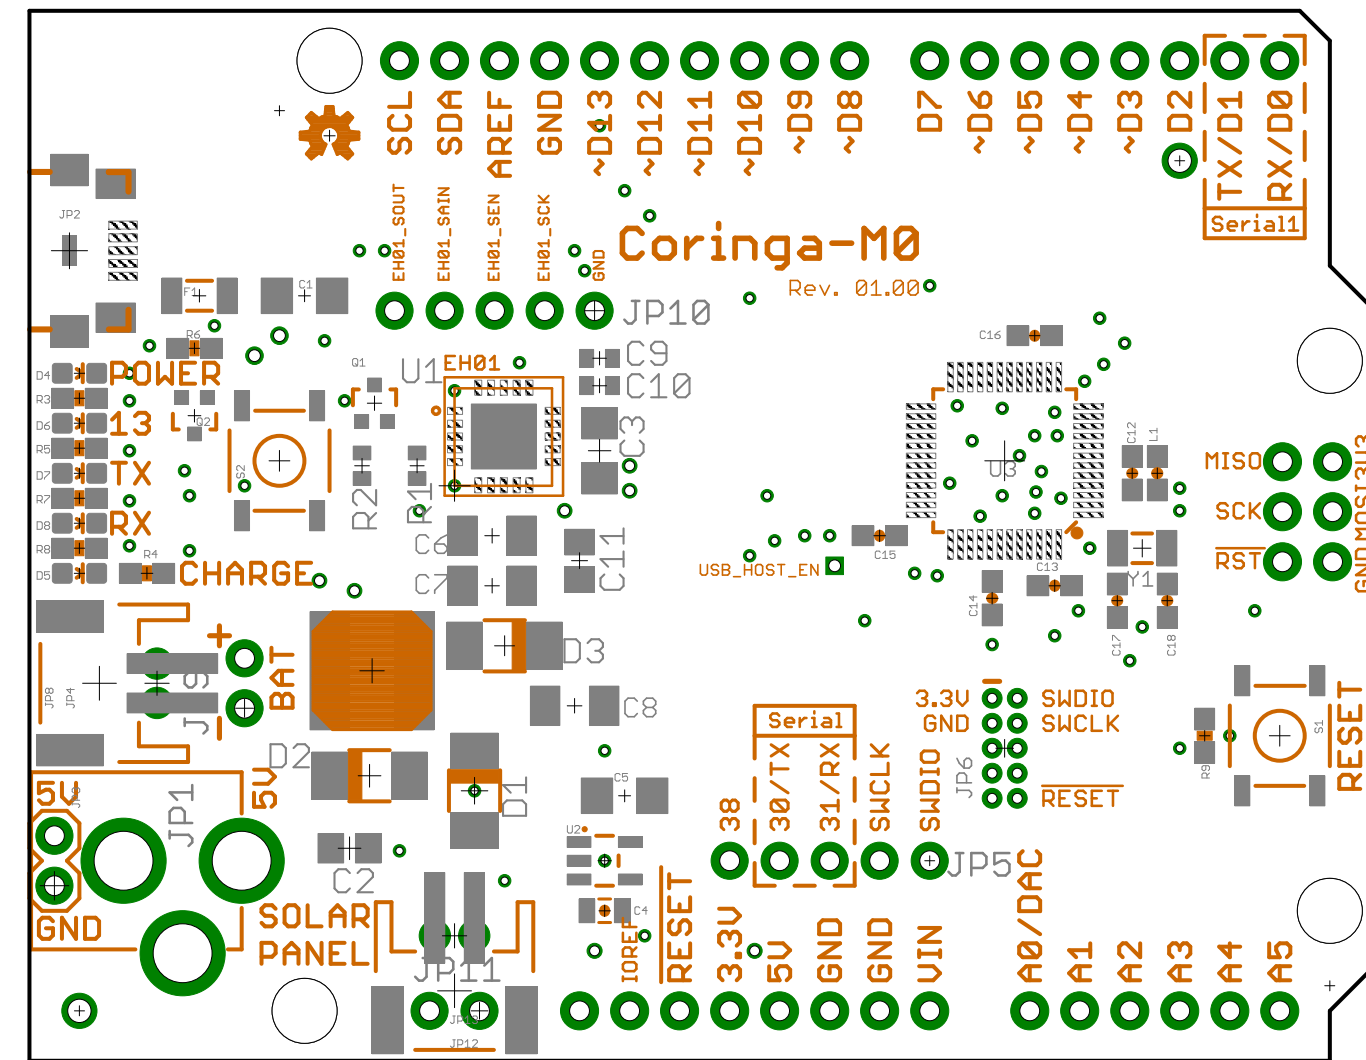 SCL
SDA
AREF
GND
~D13
~D12
~D11
~D10
~D9
~D8
D7
~D6
~D5
~D4
~D3
~D2
TX/D1
RX/D0
Serial1
EH01_SOUT
EH01_SAIN
EH01_SEN
EH01_SCK
GND
Coringa-M0
Rev. 01.00
JP10
JP2
F1
C1
R6
Q1
U1
EH01
C9
C10
C3
C16
D4
POWER
R3
Q2
D6
13
R5
D7
TX
R7
D8
RX
R8
D5
R4
CHARGE
S2
R2
R1
C6
C7
C11
U3
C12
L1
C15
USB_HOST_EN
C14
C13
Y1
C17
C18
MISO
SCK
RST
3V3
MOSI
GND
JP8
JP4
+
-
BAT
D3
C8
D2
D1
C5
C2
U2
C4
5V
JP1
5V
GND
SOLAR
PANEL
JP11
JP12
Serial
38
30/TX
31/RX
SWCLK
SWDIO
JP5
3.3V
SWDIO
GND
SWCLK
JP6
RESET
R9
S1
RESET
IOREF
RESET
3.3V
5V
GND
GND
VIN
A0/DAC
A1
A2
A3
A4
A5